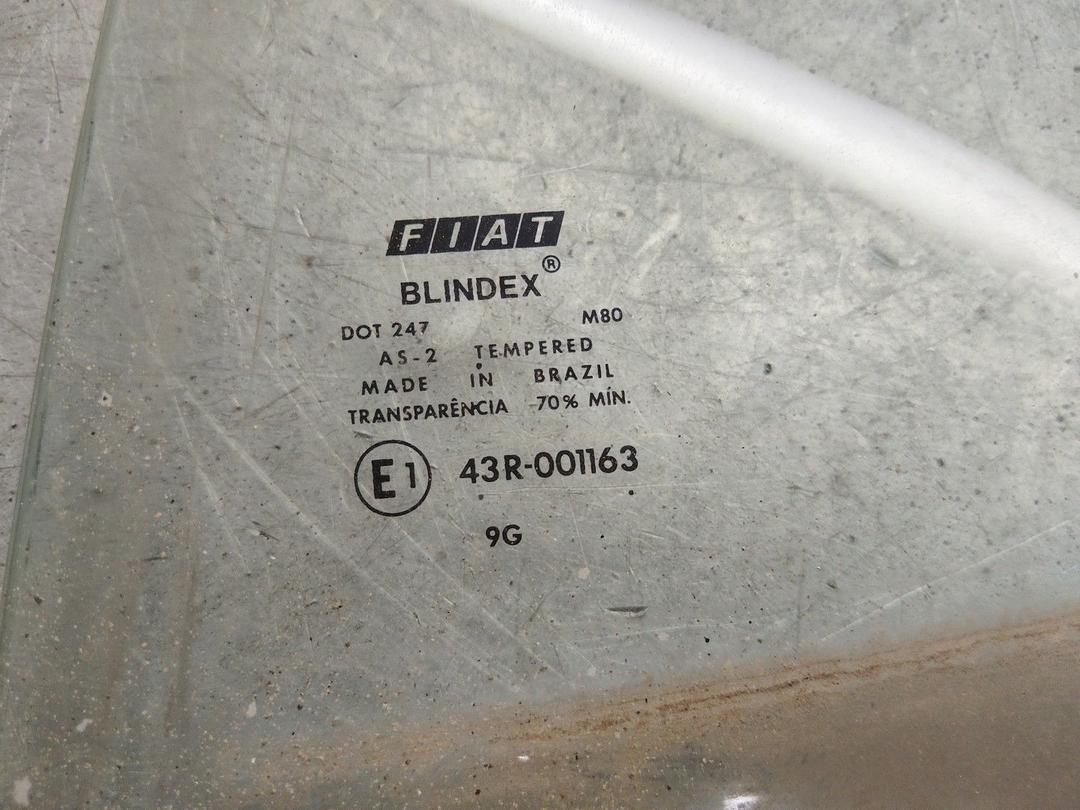 FIAT
BLINDEX®
DOT 247 M80
AS-2 TEMPERED
MADE IN BRAZIL
TRANSPARÊNCIA 70% MÍN.
E1 43R-001163
9G